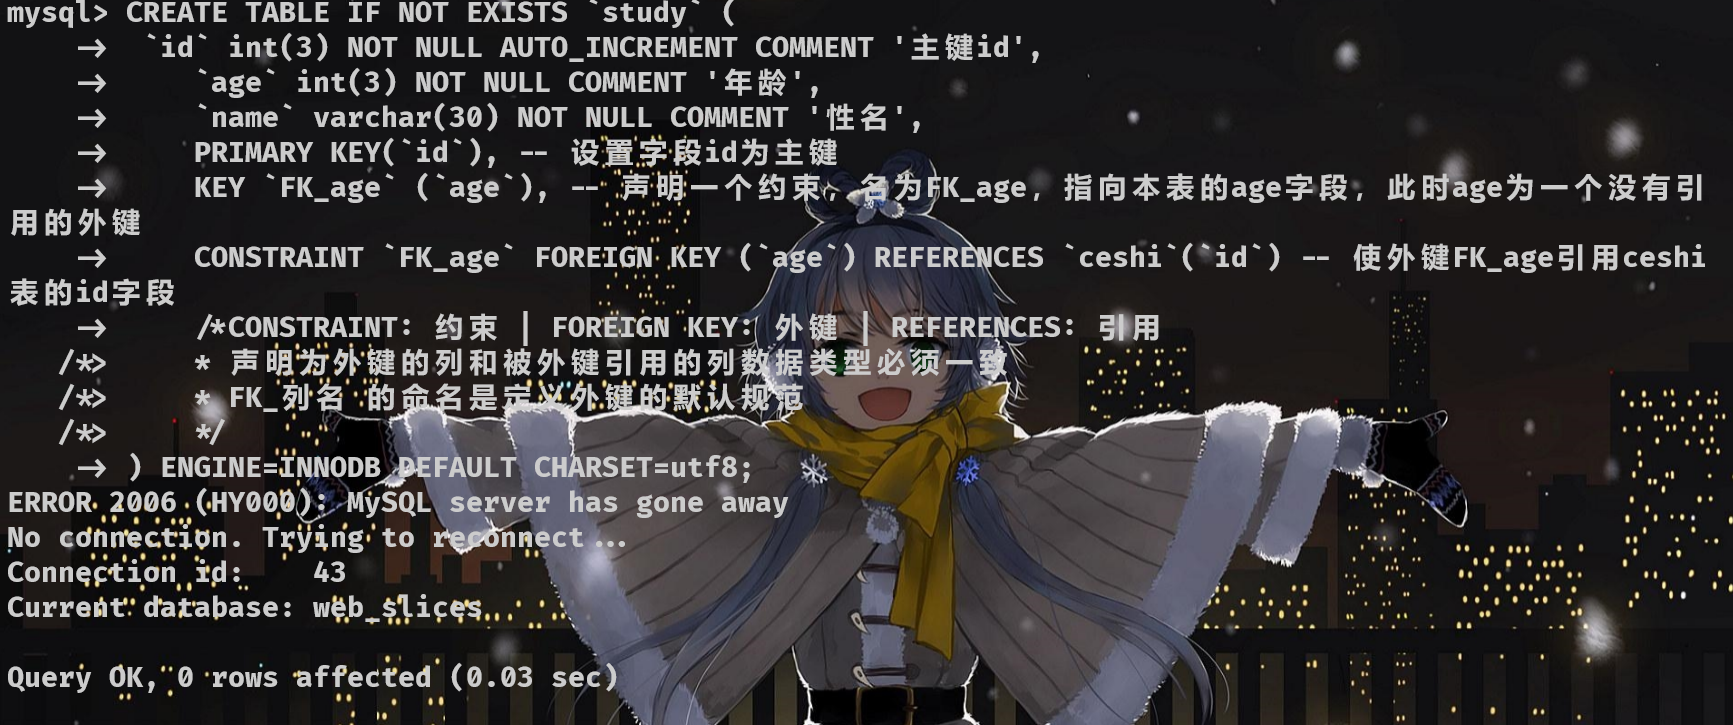 mysql> CREATE TABLE IF NOT EXISTS `study` (
    ->  `id` int(3) NOT NULL AUTO_INCREMENT COMMENT '主键id',
    ->     `age` int(3) NOT NULL COMMENT '年龄',
    ->     `name` varchar(30) NOT NULL COMMENT '性名',
    ->     PRIMARY KEY(`id`), -- 设置字段id为主键
    ->     KEY `FK_age` (`age`), -- 声明一个约束，名为FK_age，指向本表的age字段，此时age为一个没有引
用的外键
    ->     CONSTRAINT `FK_age` FOREIGN KEY (`age`) REFERENCES `ceshi`(`id`) -- 使外键FK_age引用ceshi
表的id字段
    ->     /*CONSTRAINT: 约束 | FOREIGN KEY: 外键 | REFERENCES: 引用
   /*>     * 声明为外键的列和被外键引用的列数据类型必须一致
   /*>     * FK_列名 的命名是定义外键的默认规范
   /*>     */
    -> ) ENGINE=INNODB DEFAULT CHARSET=utf8;
ERROR 2006 (HY000): MySQL server has gone away
No connection. Trying to reconnect...
Connection id:    43
Current database: web_slices

Query OK, 0 rows affected (0.03 sec)